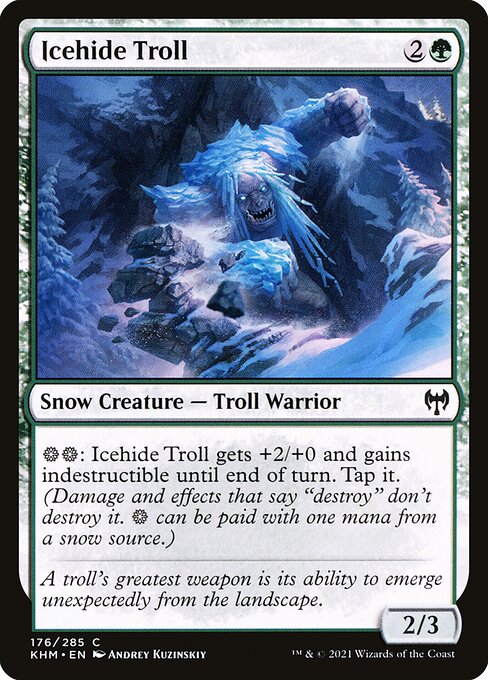 Icehide Troll 2
Snow Creature — Troll Warrior
: Icehide Troll gets +2/+0 and gains
indestructible until end of turn. Tap it.
(Damage and effects that say “destroy” don’t
destroy it. can be paid with one mana from
a snow source.)
A troll’s greatest weapon is its ability to emerge
unexpectedly from the landscape.
2/3
176/285 C
KHM • EN Andrey Kuzinskiy
™ & © 2021 Wizards of the Coast